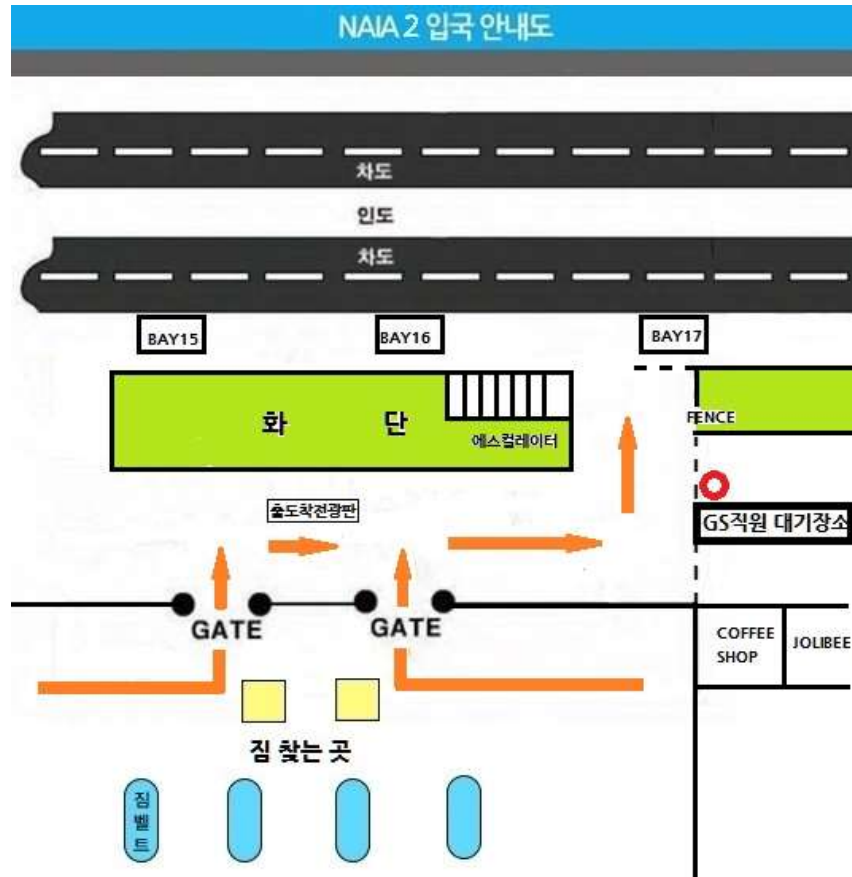 NAIA 2 입국 안내도
차도
인도
차도
BAY15
BAY16
BAY17
화 단
에스컬레이터
FENCE
출도착전광판
GS직원 대기장소
GATE
GATE
COFFEE
SHOP
JOLIBEE
짐 찾는 곳
짐
벨
트